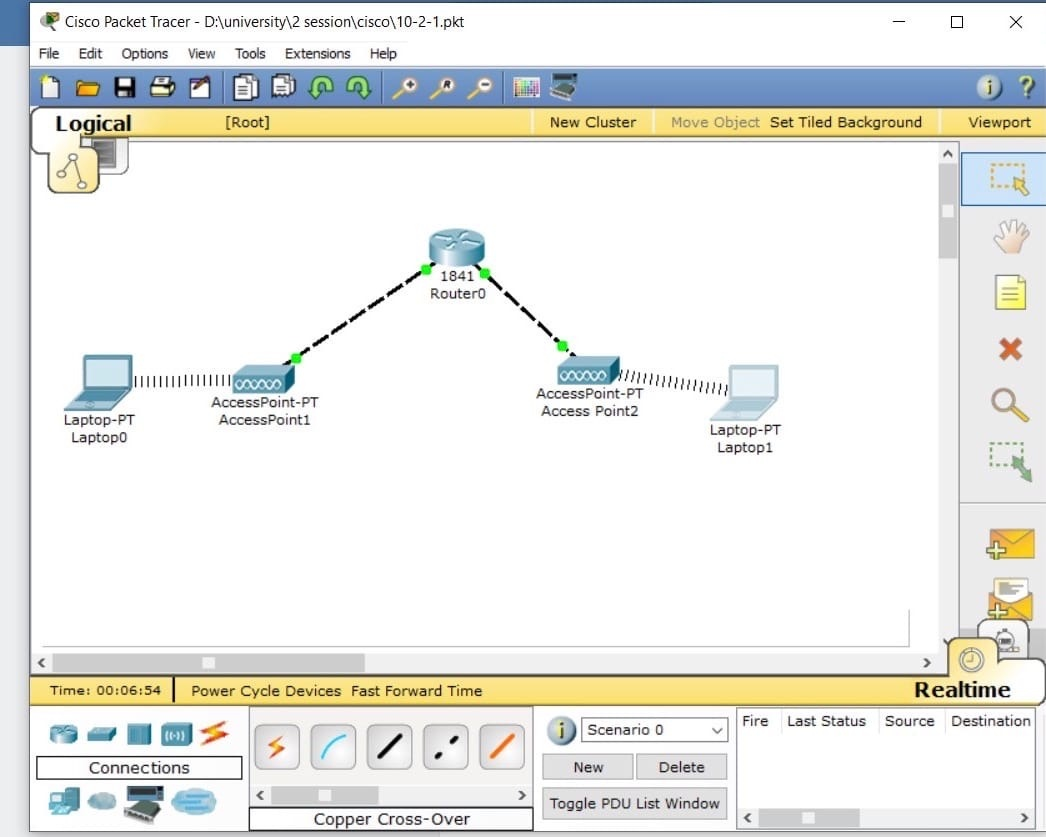 Cisco Packet Tracer - D:\university\2 session\cisco\10-2-1.pkt
File Edit Options View Tools Extensions Help
Logical [Root] New Cluster Move Object Set Tiled Background Viewport
1841
Router0
AccessPoint-PT
AccessPoint1
Laptop-PT
Laptop0
AccessPoint-PT
Access Point2
Laptop-PT
Laptop1
Time: 00:06:54 Power Cycle Devices Fast Forward Time Realtime
Connections
Copper Cross-Over
Scenario 0
New Delete
Toggle PDU List Window
Fire Last Status Source Destination